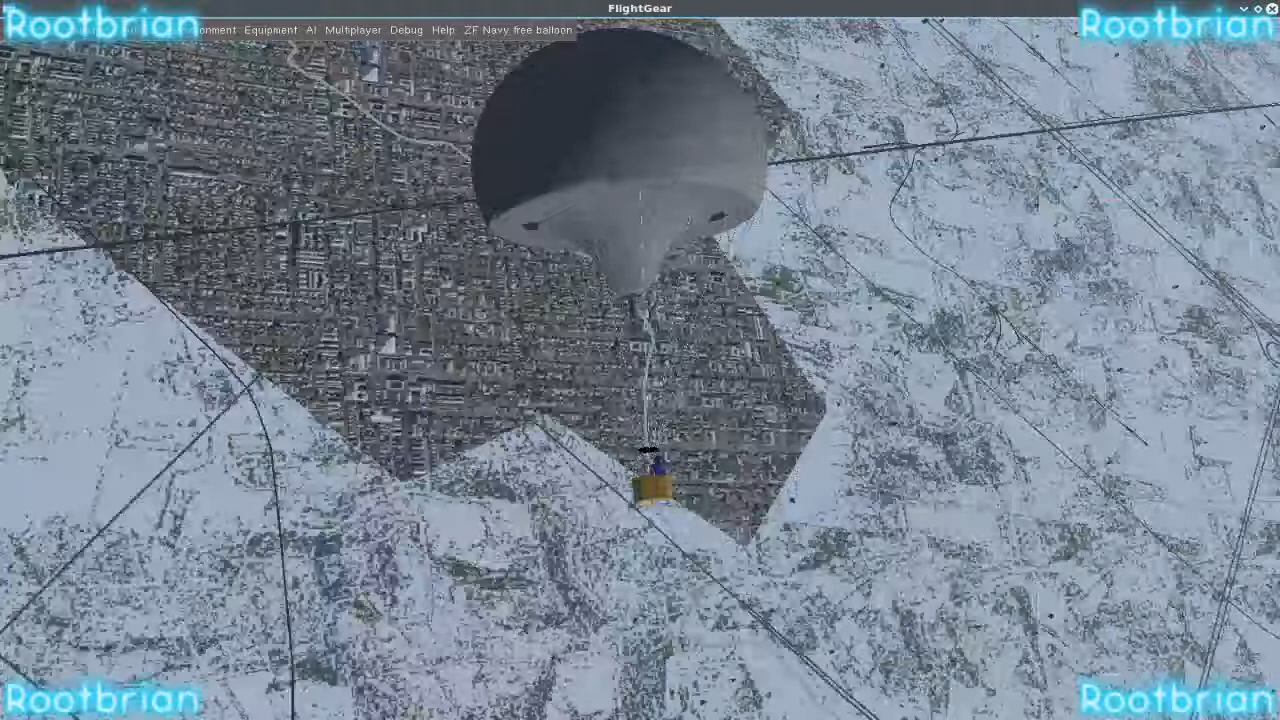 FlightGear
Rootbrian
Rootbrian
onment Equipment AI Multiplayer Debug Help ZF Navy free balloon
Rootbrian
Rootbrian